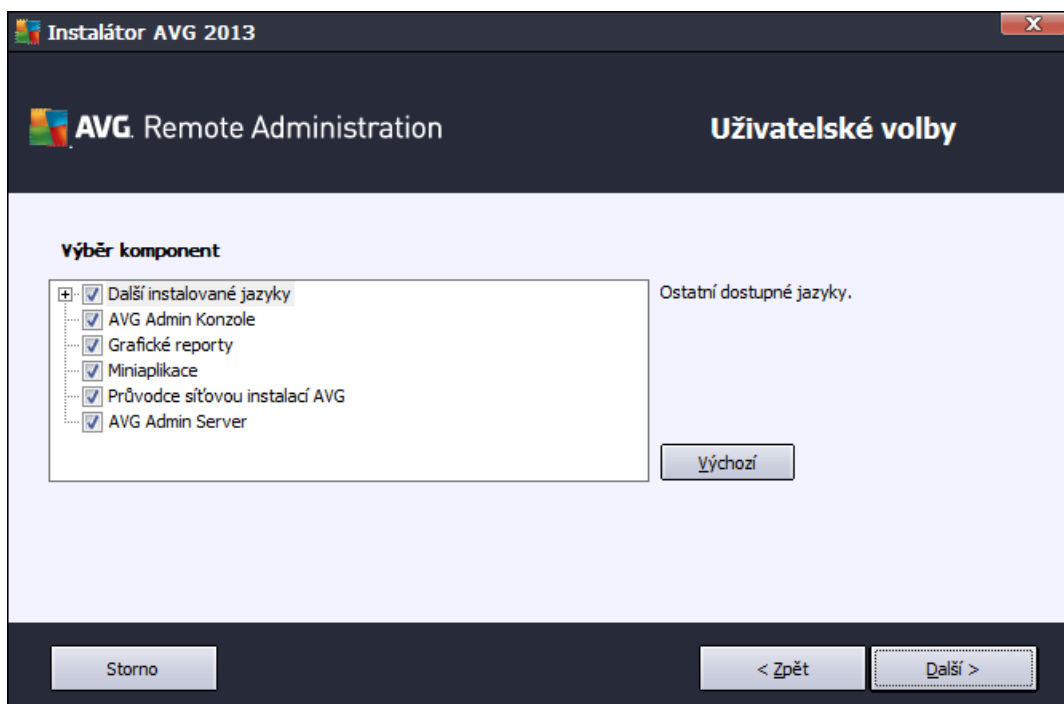 Instalátor AVG 2013
AVG. Remote Administration
Uživatelské volby
Výběr komponent
Další instalované jazyky
AVG Admin Konzole
Grafické reporty
Miniaplikace
Průvodce síťovou instalací AVG
AVG Admin Server
Ostatní dostupné jazyky.
Výchozí
Storno
< Zpět
Další >